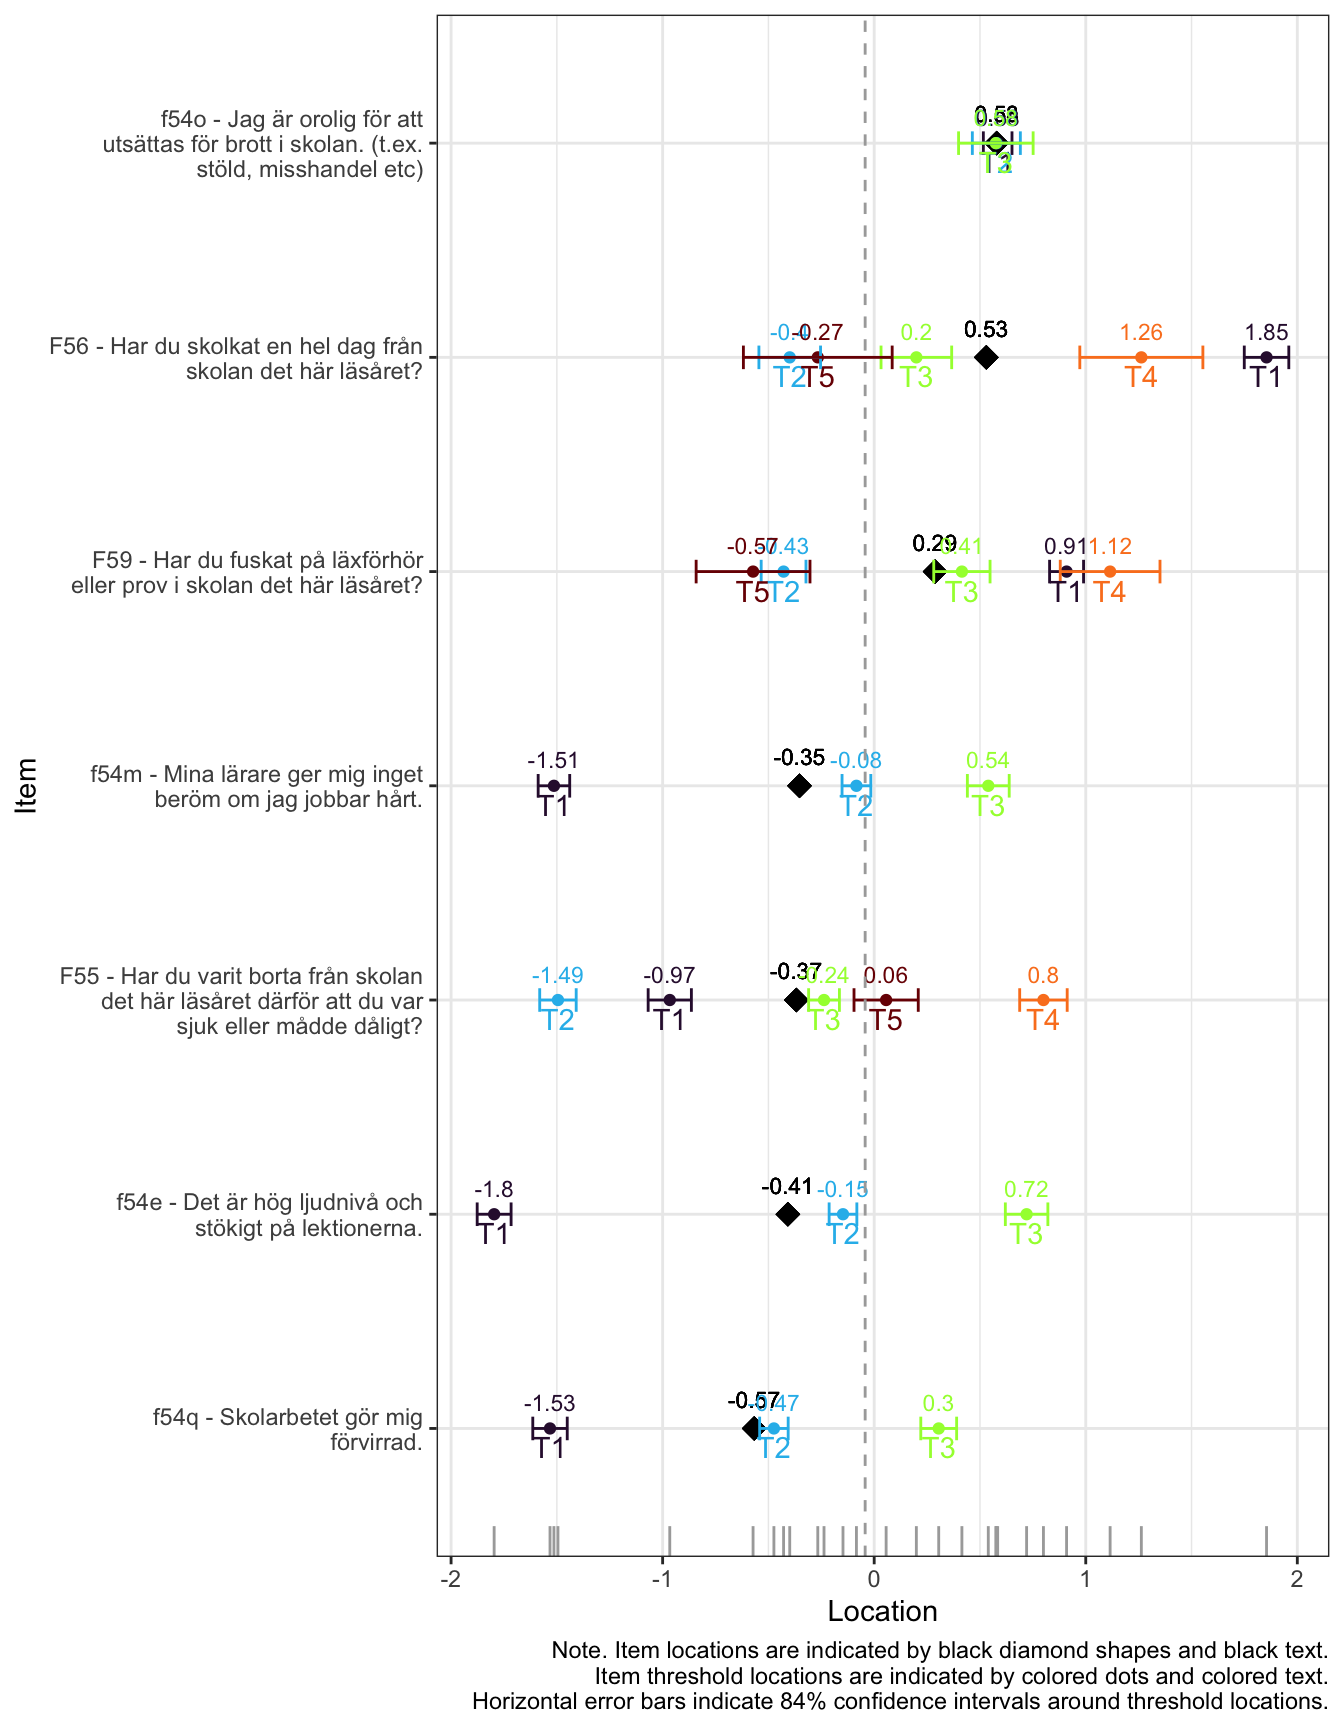 f54o - Jag är orolig för att
utsättas för brott i skolan. (t.ex.
stöld, misshandel etc)
-0.27 0.2 0.53 1.26 1.85
F56 - Har du skolkat en hel dag från
skolan det här läsåret?
T2 T5 T3 T4 T1
-0.57 0.29 0.91 1.12
F59 - Har du fuskat på läxförhör
eller prov i skolan det här läsåret?
T5 T2 T3 T1 T4
-1.51 -0.35 -0.08 0.54
f54m - Mina lärare ger mig inget
beröm om jag jobbar hårt.
T1 T2 T3
Item
-1.49 -0.97 -0.37 0.06 0.8
F55 - Har du varit borta från skolan
det här läsåret därför att du var
sjuk eller mådde dåligt?
T2 T1 T3 T5 T4
-1.8 -0.41 -0.15 0.72
f54e - Det är hög ljudnivå och
stökigt på lektionerna.
T1 T2 T3
-1.53 -0.57 0.3
f54q - Skolarbetet gör mig
förvirrad.
T1 T2 T3
-2 -1 0 1 2
Location
Note. Item locations are indicated by black diamond shapes and black text.
Item threshold locations are indicated by colored dots and colored text.
Horizontal error bars indicate 84% confidence intervals around threshold locations.